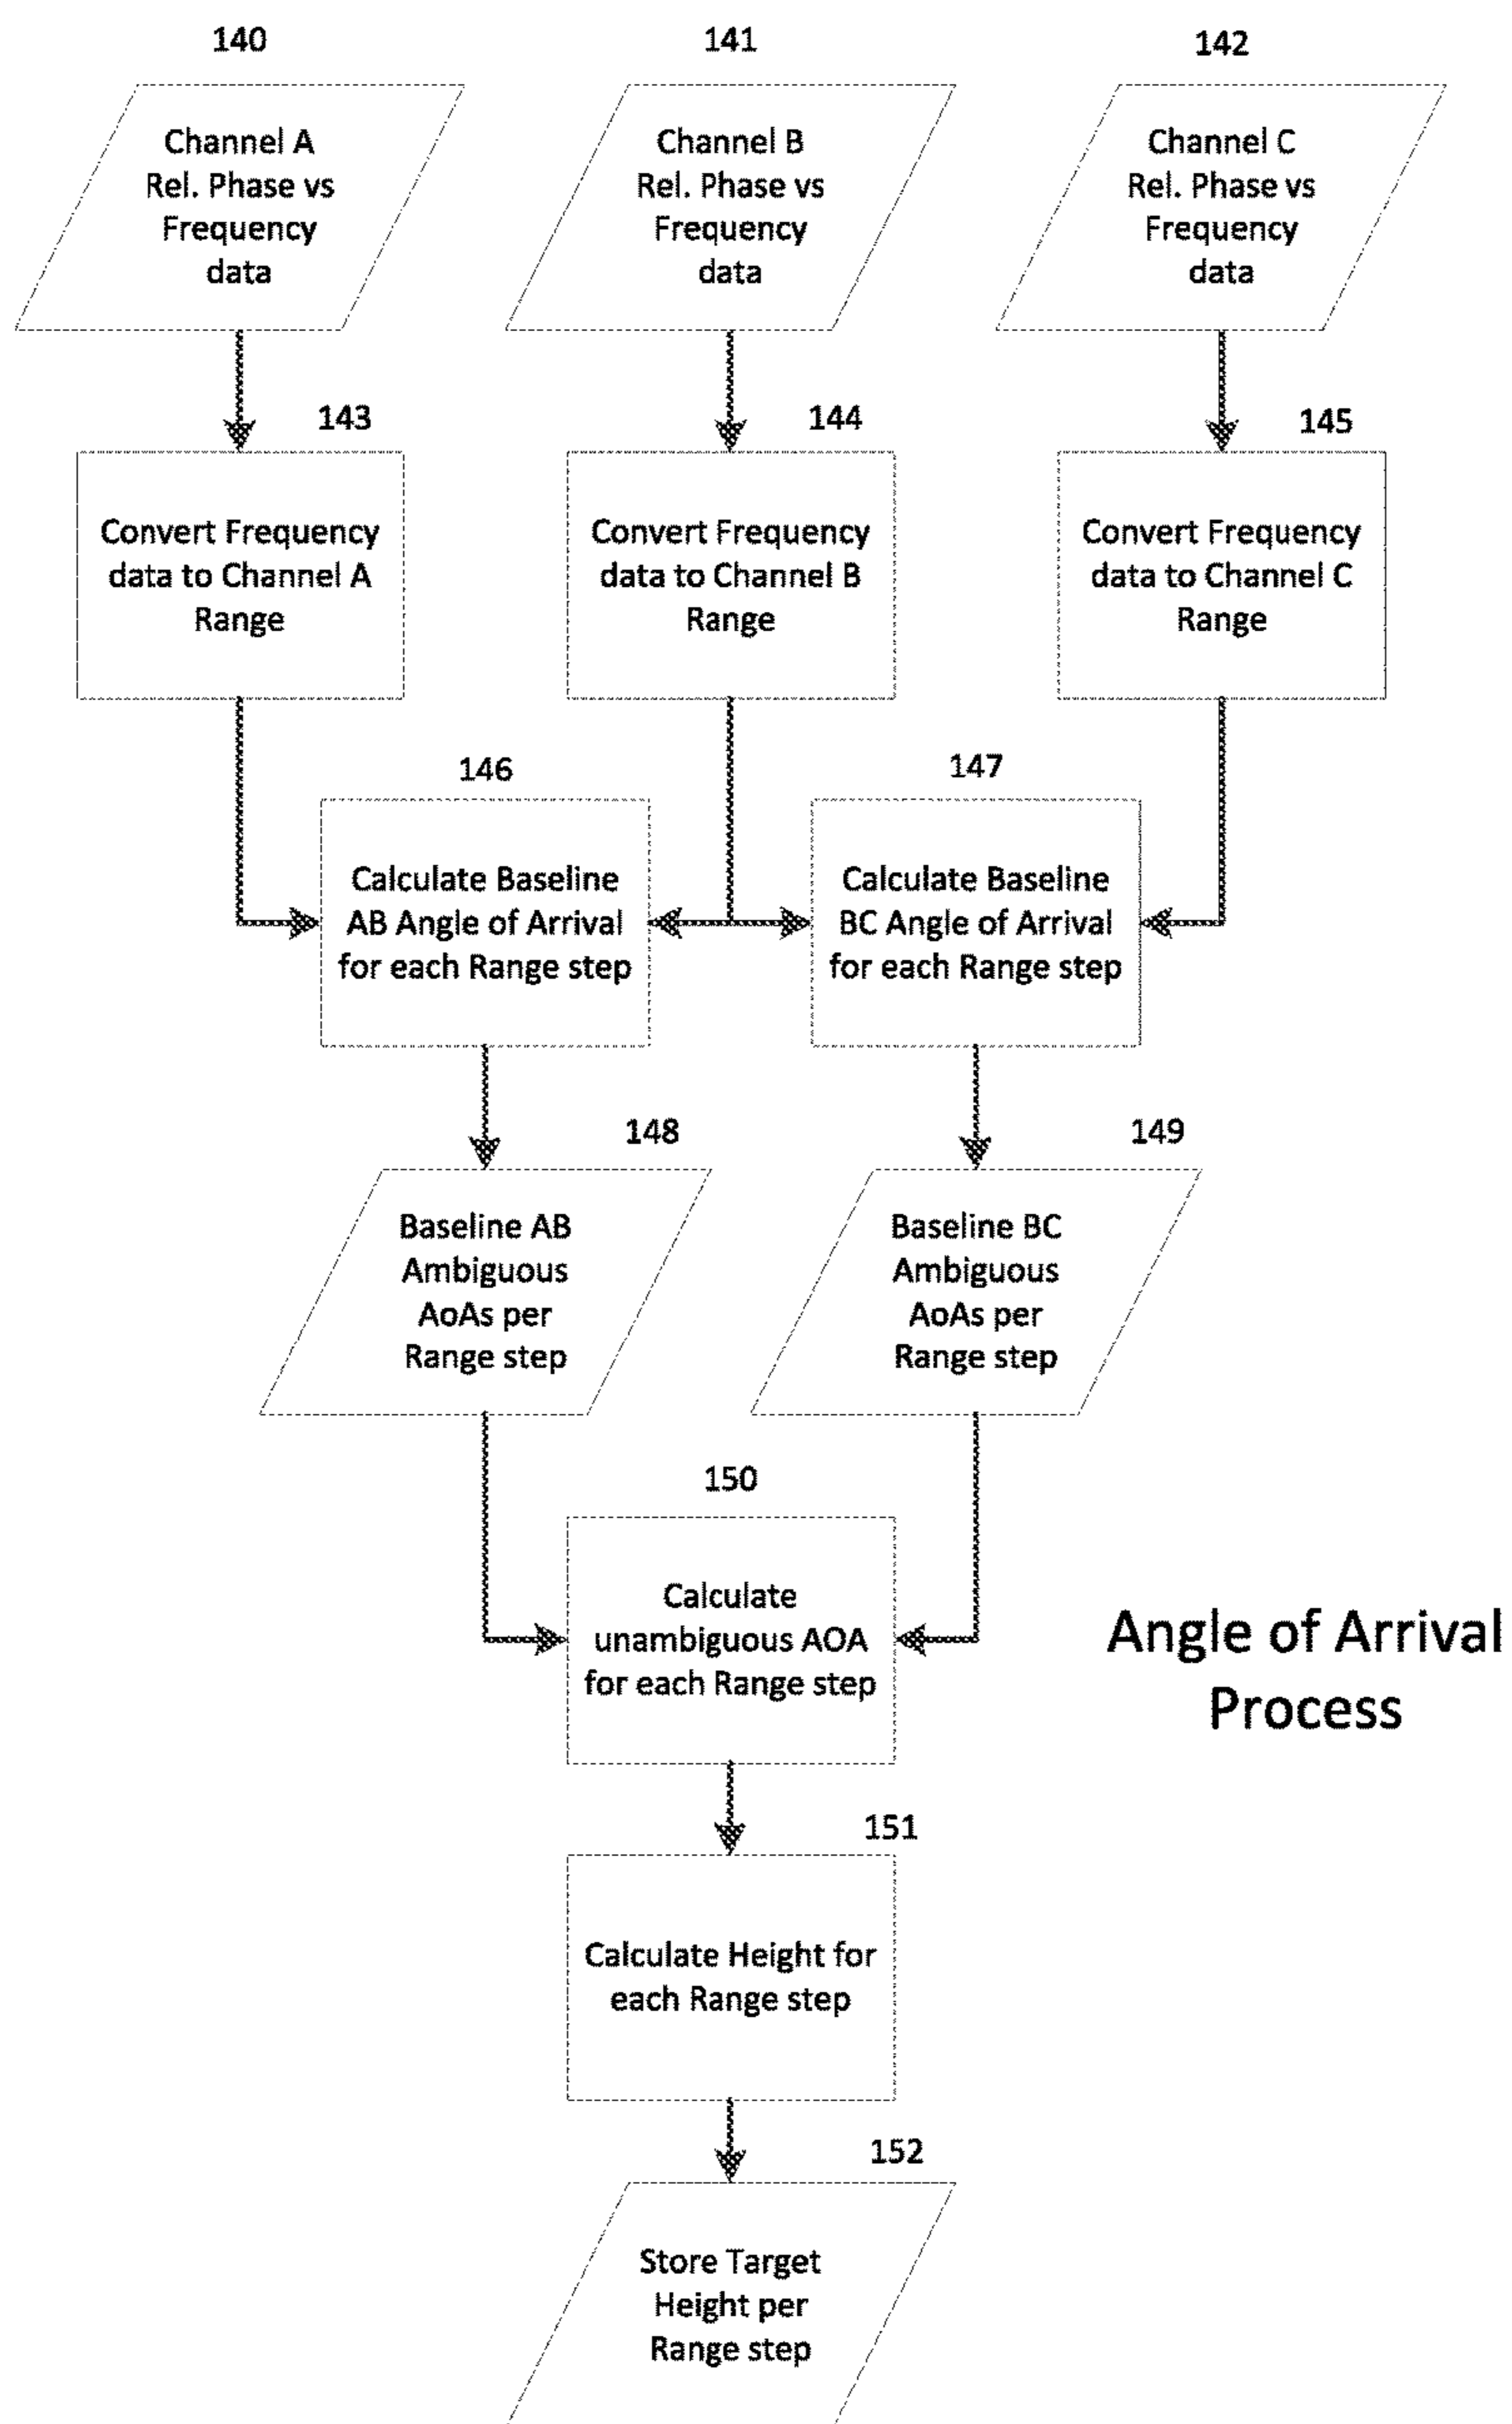 140
141
142
Channel A
Rel. Phase vs
Frequency
data
Channel B
Rel. Phase vs
Frequency
data
Channel C
Rel. Phase vs
Frequency
data
143
144
145
Convert Frequency
data to Channel A
Range
Convert Frequency
data to Channel B
Range
Convert Frequency
data to Channel C
Range
146
147
Calculate Baseline
AB Angle of Arrival
for each Range step
Calculate Baseline
BC Angle of Arrival
for each Range step
148
149
Baseline AB
Ambiguous
AoAs per
Range step
Baseline BC
Ambiguous
AoAs per
Range step
150
Calculate
unambiguous AOA
for each Range step
Angle of Arrival
Process
151
Calculate Height for
each Range step
152
Store Target
Height per
Range step